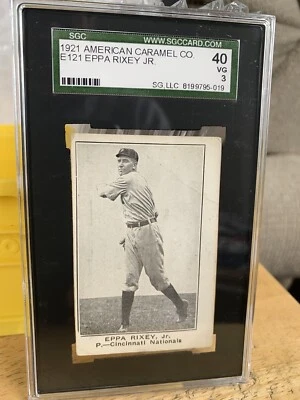 SGC
WWW.SGCCARD.COM
1921 AMERICAN CARAMEL CO.
E121 EPPA RIXEY JR.
40
VG
3
SG, LLC 8199795-019
EPPA RIXEY, Jr.
P.—Cincinnati Nationals